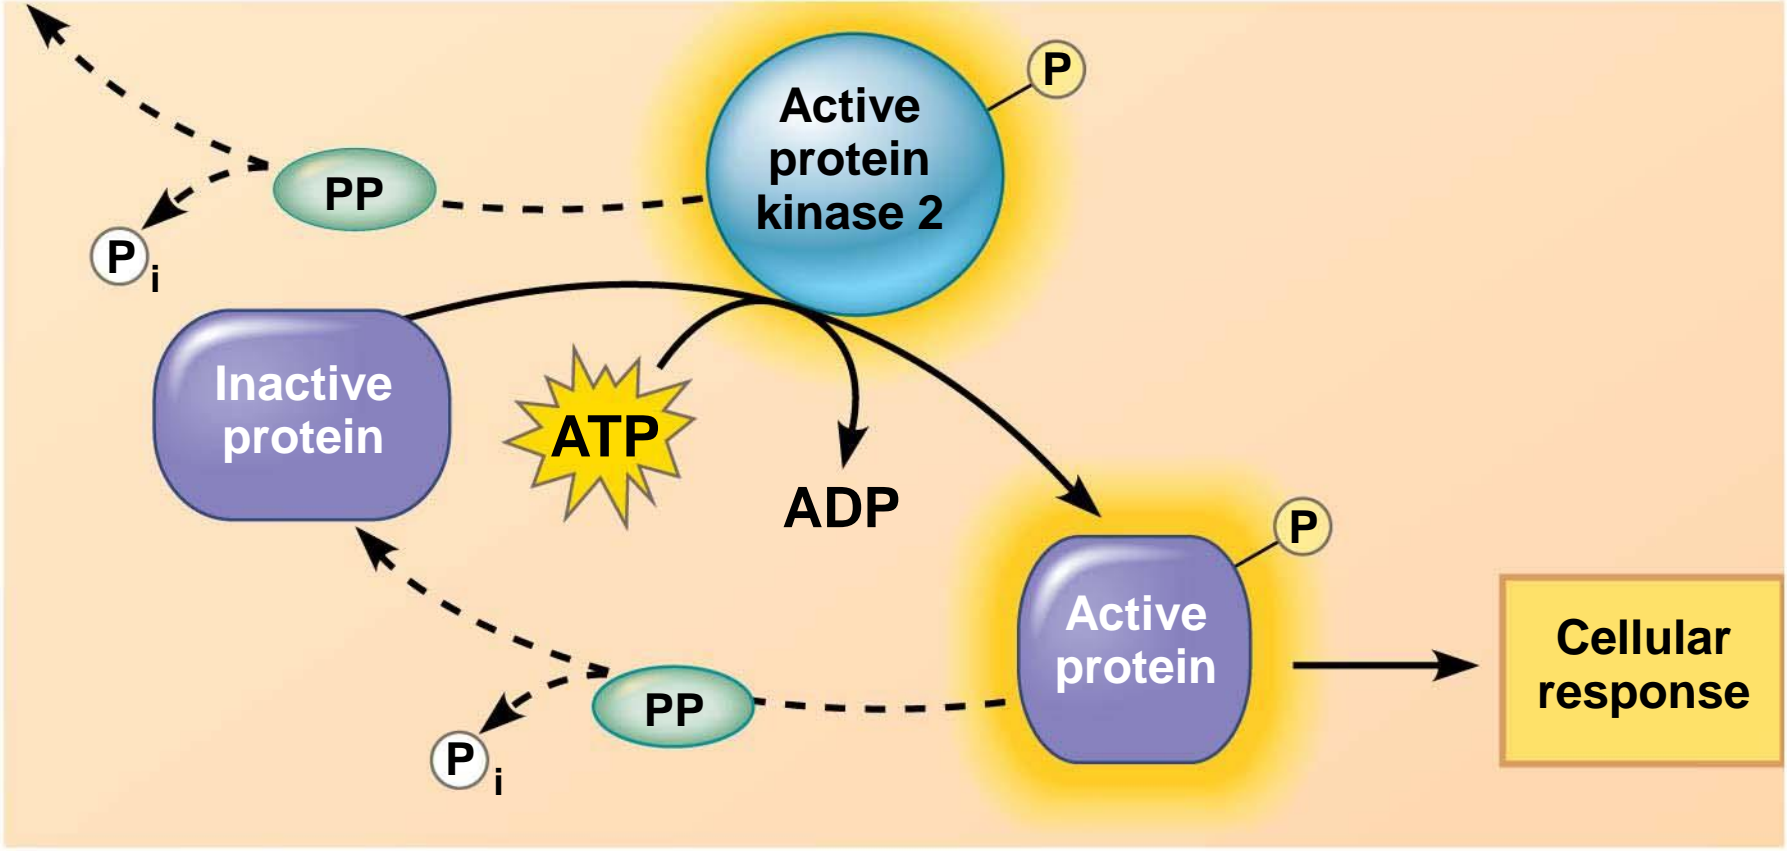 P
Active
protein
kinase 2
PP
P i
Inactive
protein
ATP
ADP
P
Active
protein
Cellular
response
PP
P i